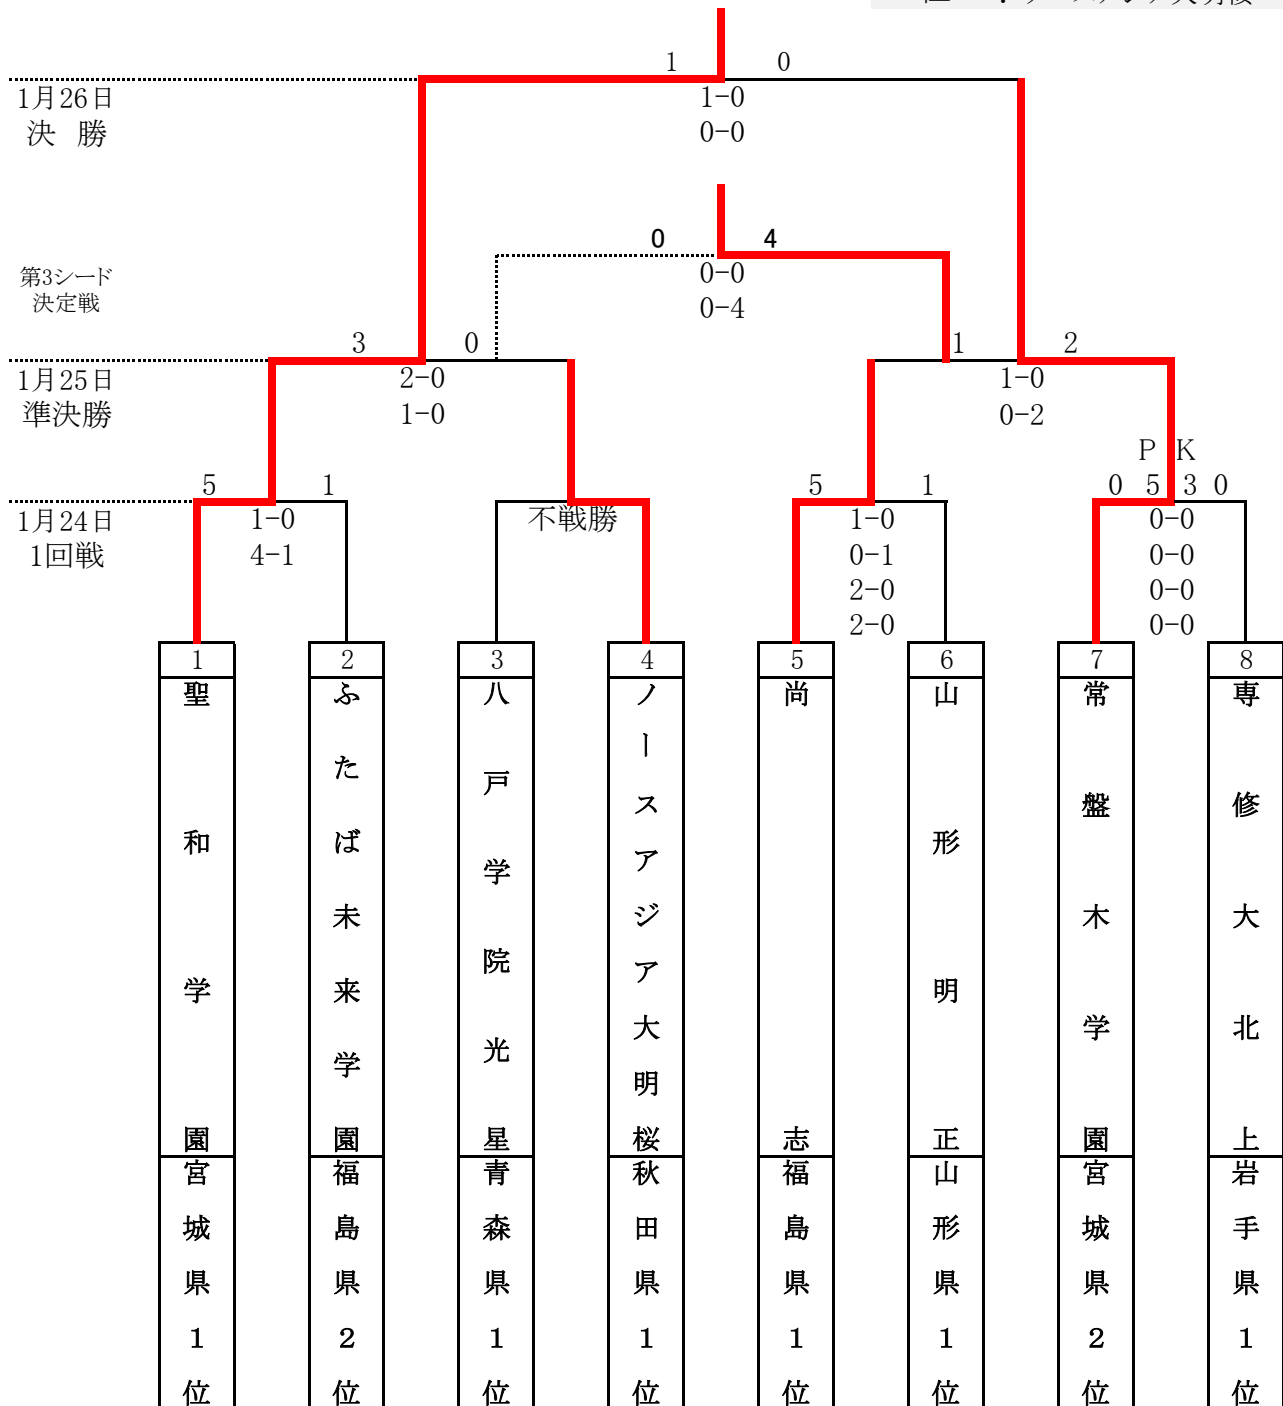 1 0
1月26日
決 勝
1-0
0-0
0 4
第3シード
決定戦
0-0
0-4
3 0
1 2
1月25日
準決勝
2-0
1-0
1-0
0-2
P K
5 1
5 1
0 5 3 0
1月24日
1回戦
1-0
4-1
不戦勝
1-0
0-1
2-0
2-0
0-0
0-0
0-0
0-0
1
聖和学園
宮城県1位
2
ふたば未来学園
福島県2位
3
八戸学院光星
青森県1位
4
ノースアジア大明桜
秋田県1位
5
尚志
福島県1位
6
山形明正
山形県1位
7
常盤木学園
宮城県2位
8
専修大北上
岩手県1位